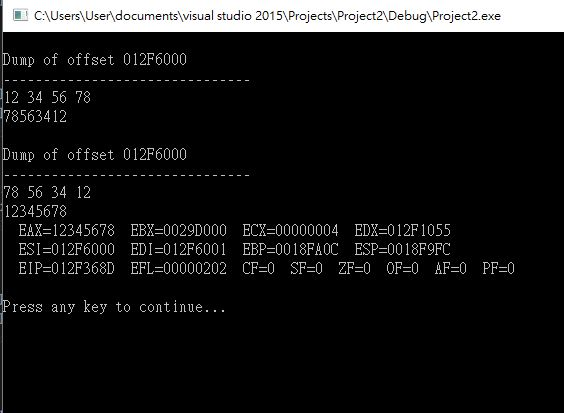 C:\Users\User\documents\visual studio 2015\Projects\Project2\Debug\Project2.exe
Dump of offset 012F6000
-------------------------------
12 34 56 78
78563412
Dump of offset 012F6000
-------------------------------
78 56 34 12
12345678
EAX=12345678  EBX=0029D000  ECX=00000004  EDX=012F1055
ESI=012F6000  EDI=012F6001  EBP=0018FA0C  ESP=0018F9FC
EIP=012F368D  EFL=00000202  CF=0  SF=0  ZF=0  OF=0  AF=0  PF=0
Press any key to continue...